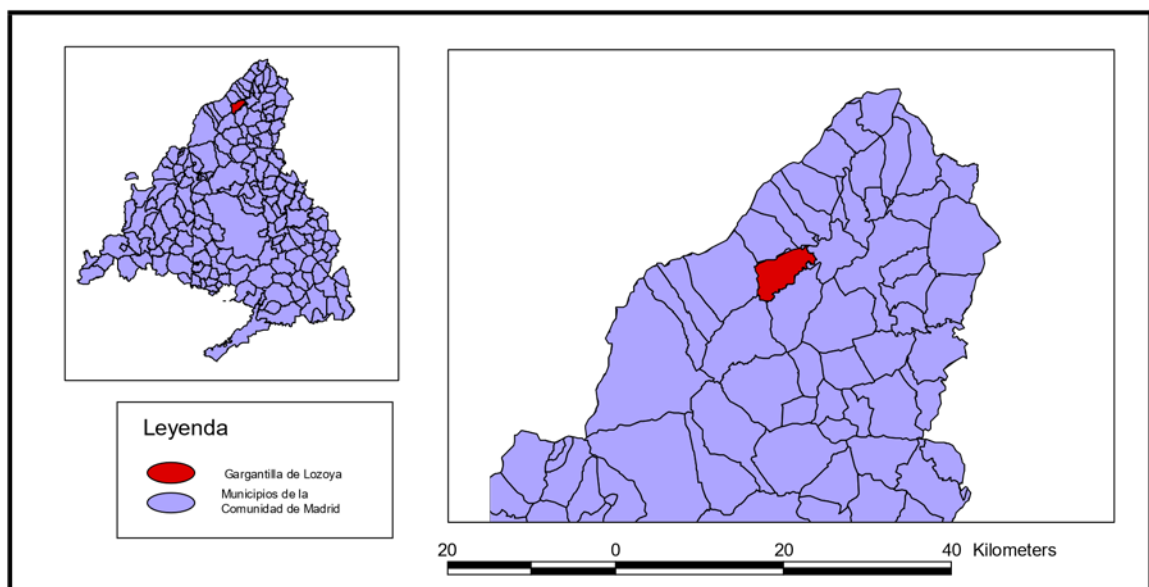 Leyenda
Gargantilla de Lozoya
Municipios de la
Comunidad de Madrid
20 0 20 40 Kilometers